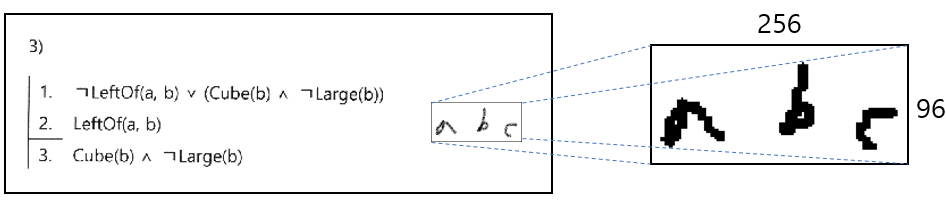 256
3)
1. ¬LeftOf(a, b) ∨ (Cube(b) ∧ ¬Large(b))
2. LeftOf(a, b)
3. Cube(b) ∧ ¬Large(b)
a b c
a b c
96